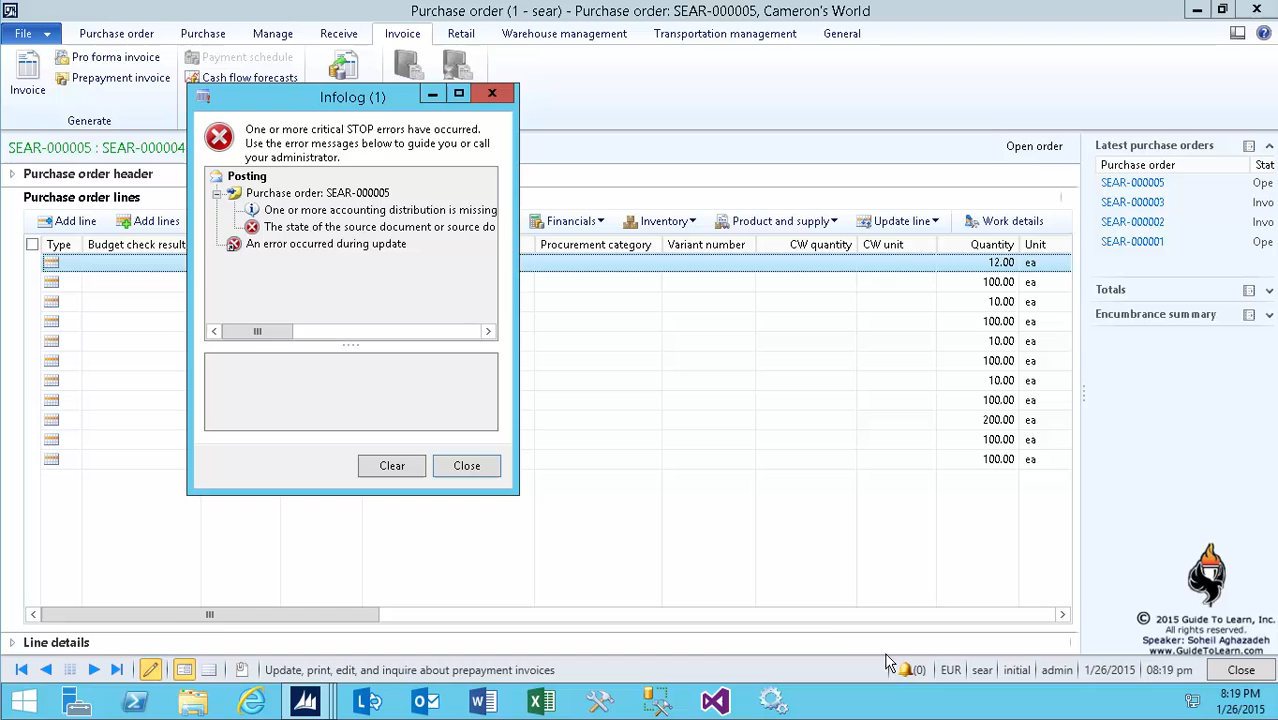 Purchase order (1 - sear) - Purchase order: SEAR-000005, Cameron's World
File Purchase order Purchase Manage Receive Invoice Retail Warehouse management Transportation management General
Invoice
Pro forma invoice
Prepayment invoice
Payment schedule
Cash flow forecasts
Generate
SEAR-000005 : SEAR-000004
Open order
Purchase order header
Purchase order lines
Add line Add lines Financials Inventory Product and supply Update line Work details
Type Budget check result Procurement category Variant number CW quantity CW unit Quantity Unit
12.00 ea
100.00 ea
10.00 ea
100.00 ea
10.00 ea
100.00 ea
10.00 ea
100.00 ea
200.00 ea
100.00 ea
100.00 ea
Infolog (1)
One or more critical STOP errors have occurred.
Use the error messages below to guide you or call
your administrator.
Posting
Purchase order: SEAR-000005
One or more accounting distribution is missing
The state of the source document or source do
An error occurred during update
Clear Close
Latest purchase orders
Purchase order Stat
SEAR-000005 Ope
SEAR-000003 Invo
SEAR-000002 Invo
SEAR-000001 Ope
Totals
Encumbrance summary
© 2015 Guide To Learn, Inc.
All rights reserved.
Speaker: Soheil Aghazadeh
www.GuideToLearn.com
Line details
Update, print, edit, and inquire about prepayment invoices
(0) EUR sear initial admin 1/26/2015 08:19 pm Close
8:19 PM
1/26/2015